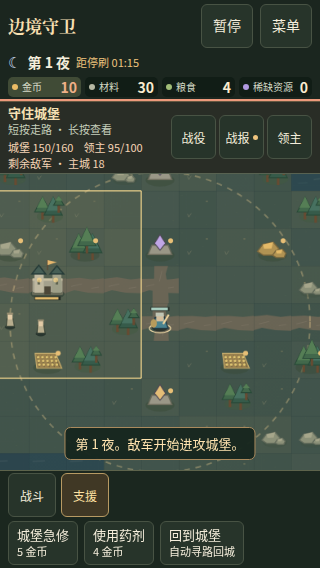 边境守卫
暂停
菜单
☾ 第 1 夜 距停刷 01:15
金币 10
材料 30
粮食 4
稀缺资源 0
守住城堡
短按走路 · 长按查看
城堡 150/160 领主 95/100
剩余敌军 · 主城 18
战役
战报
领主
第 1 夜。敌军开始进攻城堡。
战斗
支援
城堡急修
5 金币
使用药剂
4 金币
回到城堡
自动寻路回城